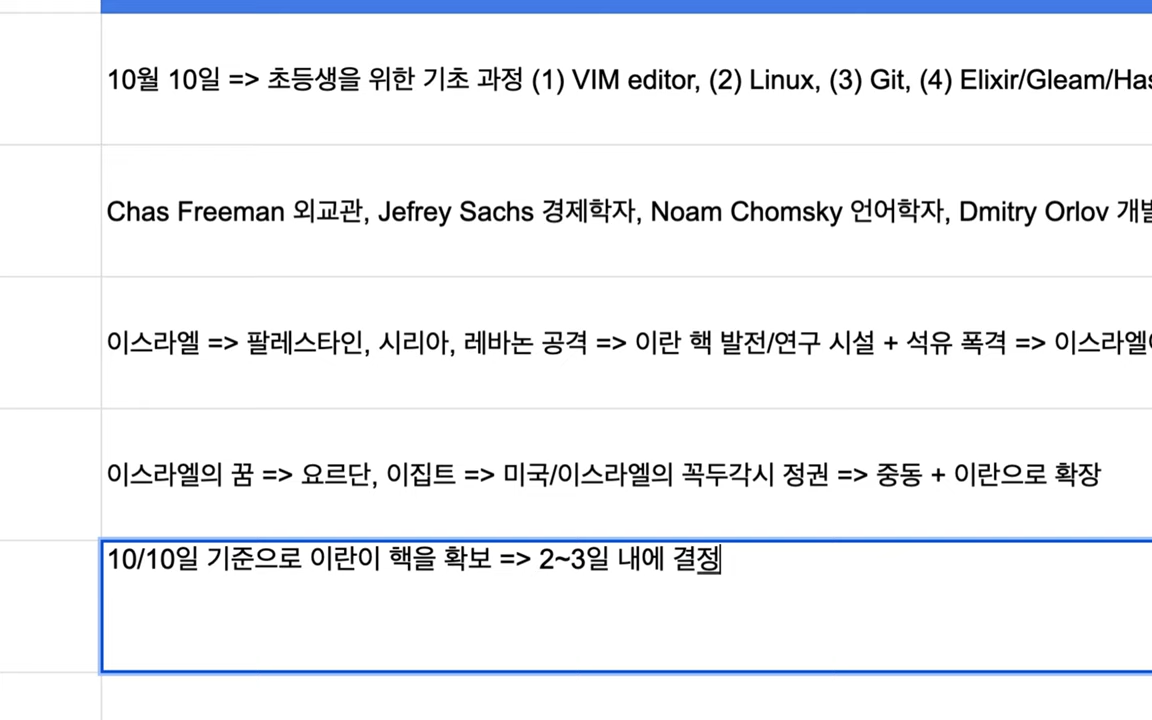 10월 10일 => 초등생을 위한 기초 과정 (1) VIM editor, (2) Linux, (3) Git, (4) Elixir/Gleam/Has
Chas Freeman 외교관, Jefrey Sachs 경제학자, Noam Chomsky 언어학자, Dmitry Orlov 개발
이스라엘 => 팔레스타인, 시리아, 레바논 공격 => 이란 핵 발전/연구 시설 + 석유 폭격 => 이스라엘이
이스라엘의 꿈 => 요르단, 이집트 => 미국/이스라엘의 꼭두각시 정권 => 중동 + 이란으로 확장
10/10일 기준으로 이란이 핵을 확보 => 2~3일 내에 결정